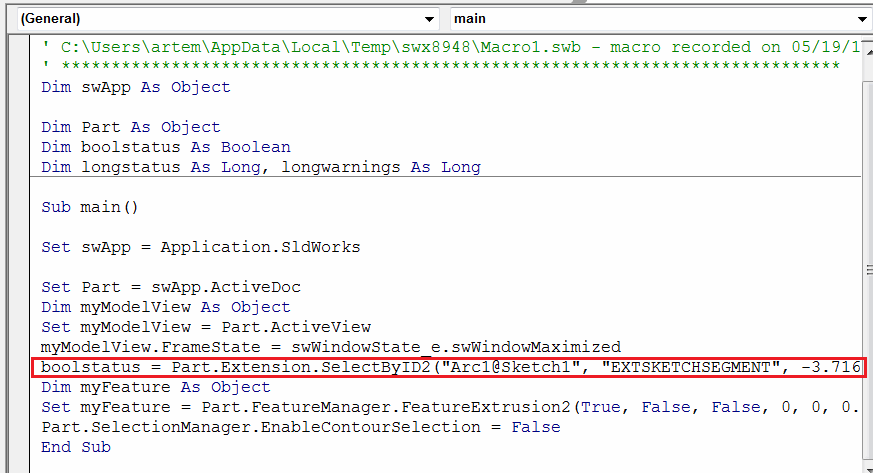 (General) main
' C:\Users\artem\AppData\Local\Temp\swx8948\Macro1.swb - macro recorded on 05/19/1
' ******************************************************************************
Dim swApp As Object
Dim Part As Object
Dim boolstatus As Boolean
Dim longstatus As Long, longwarnings As Long
Sub main()
Set swApp = Application.SldWorks
Set Part = swApp.ActiveDoc
Dim myModelView As Object
Set myModelView = Part.ActiveView
myModelView.FrameState = swWindowState_e.swWindowMaximized
boolstatus = Part.Extension.SelectByID2("Arc1@Sketch1", "EXTSKETCHSEGMENT", -3.716
Dim myFeature As Object
Set myFeature = Part.FeatureManager.FeatureExtrusion2(True, False, False, 0, 0, 0.
Part.SelectionManager.EnableContourSelection = False
End Sub